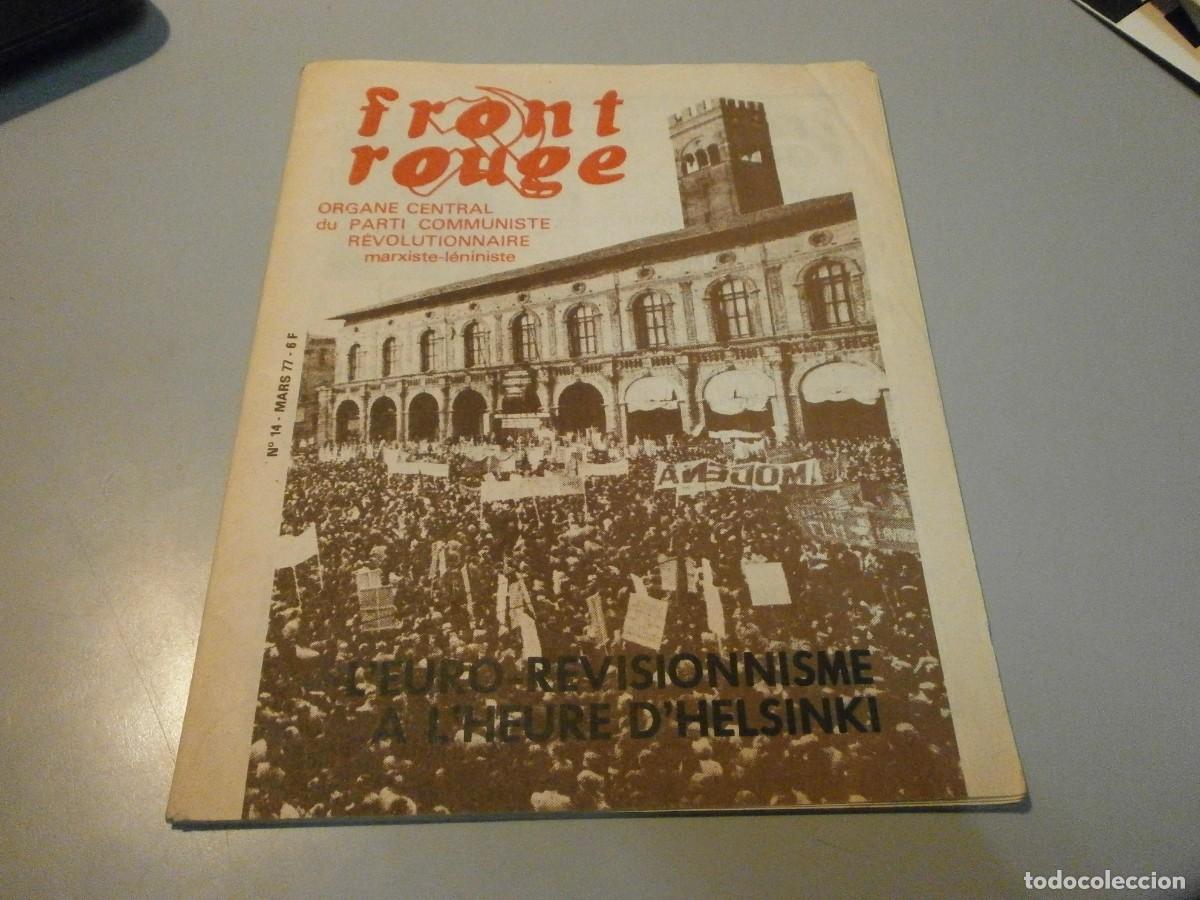 front
rouge
ORGANE CENTRAL
du PARTI COMMUNISTE
RÉVOLUTIONNAIRE
marxiste-léniniste
N° 14 - MARS 77 - 6 F
MODENA
L'EURO-REVISIONNISME
A L'HEURE D'HELSINKI
todocoleccion